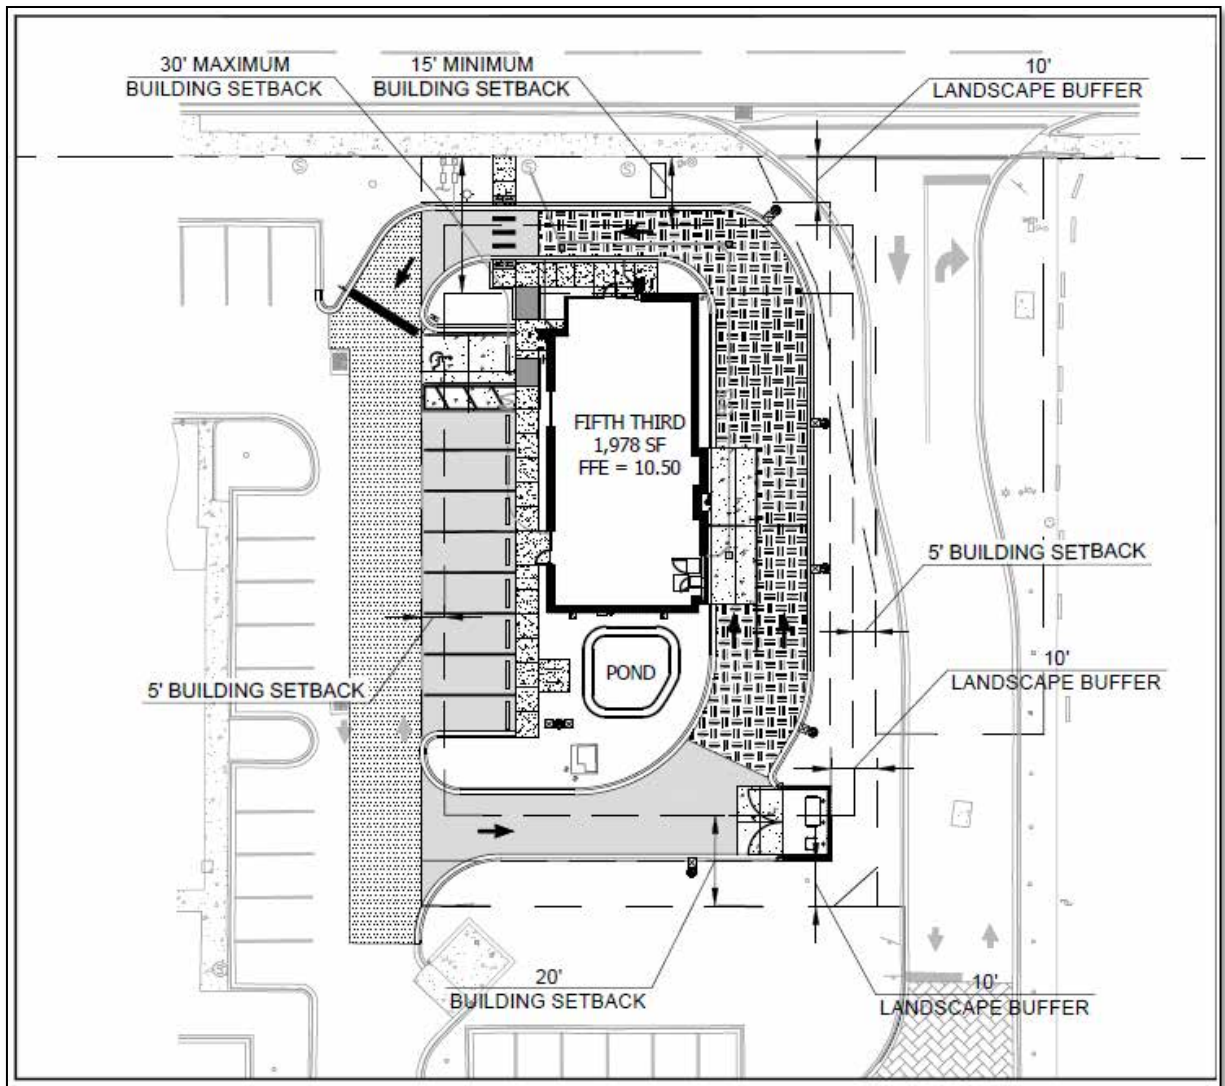 30' MAXIMUM
BUILDING SETBACK
15' MINIMUM
BUILDING SETBACK
10'
LANDSCAPE BUFFER
S
S
S
FIFTH THIRD
1,978 SF
FFE = 10.50
5' BUILDING SETBACK
POND
10'
LANDSCAPE BUFFER
5' BUILDING SETBACK
20'
BUILDING SETBACK
10'
LANDSCAPE BUFFER